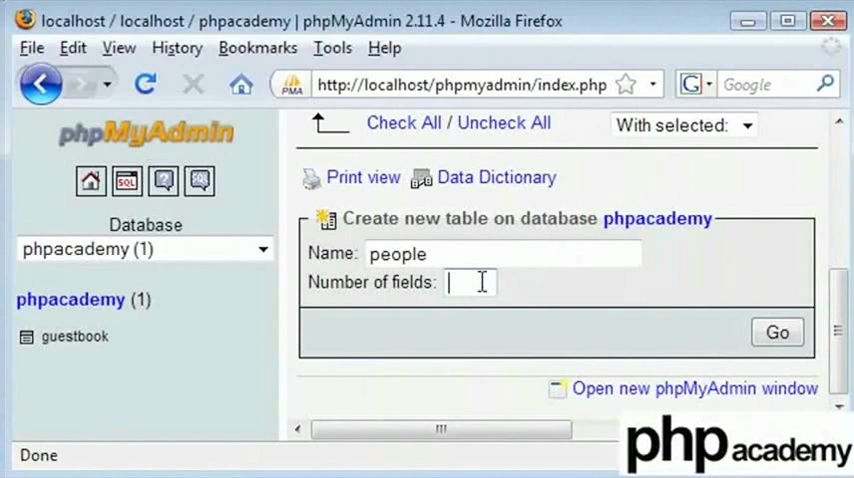 localhost / localhost / phpacademy | phpMyAdmin 2.11.4 - Mozilla Firefox
File Edit View History Bookmarks Tools Help
PMA http://localhost/phpmyadmin/index.php G Google
phpMyAdmin
SQL ? SQL
Database
phpacademy (1)
phpacademy (1)
guestbook
Check All / Uncheck All With selected:
Print view Data Dictionary
Create new table on database phpacademy
Name: people
Number of fields:
Go
Open new phpMyAdmin window
Done
php academy